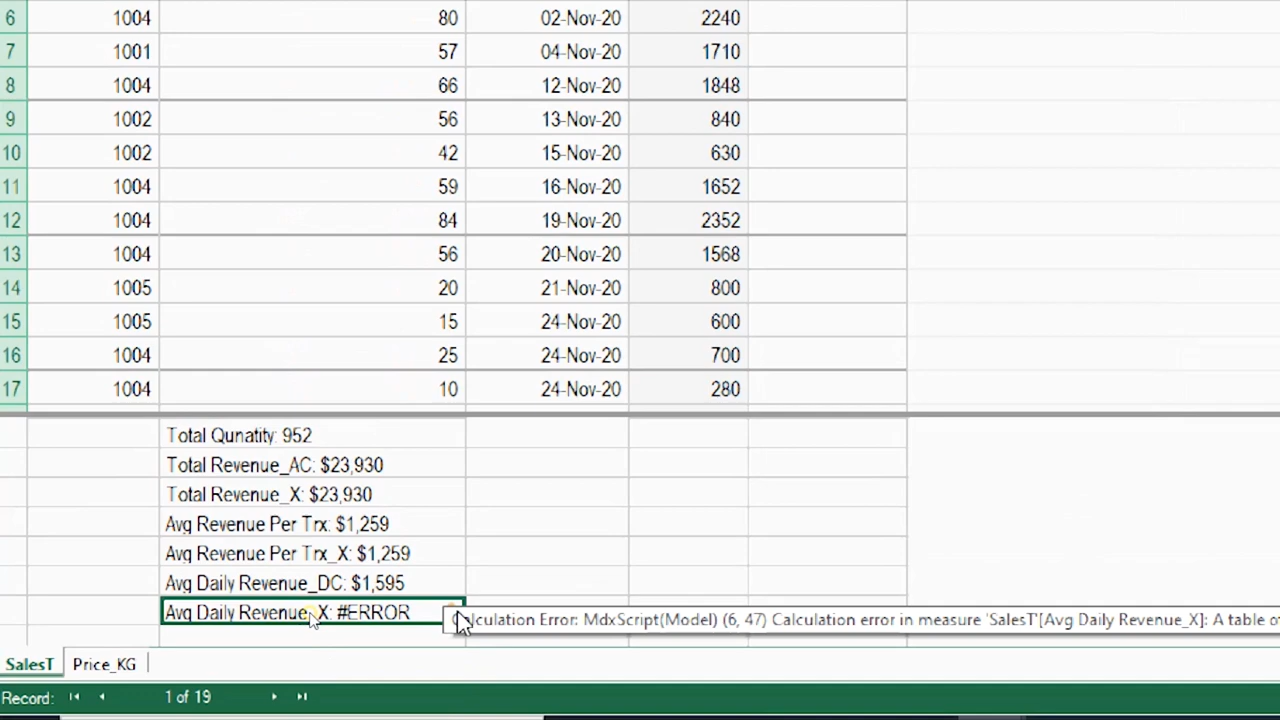 6 1004 80 02-Nov-20 2240
7 1001 57 04-Nov-20 1710
8 1004 66 12-Nov-20 1848
9 1002 56 13-Nov-20 840
10 1002 42 15-Nov-20 630
11 1004 59 16-Nov-20 1652
12 1004 84 19-Nov-20 2352
13 1004 56 20-Nov-20 1568
14 1005 20 21-Nov-20 800
15 1005 15 24-Nov-20 600
16 1004 25 24-Nov-20 700
17 1004 10 24-Nov-20 280
Total Qunatity: 952
Total Revenue_AC: $23,930
Total Revenue_X: $23,930
Avg Revenue Per Trx: $1,259
Avg Revenue Per Trx_X: $1,259
Avg Daily Revenue_DC: $1,595
Avg Daily Revenue_X: #ERROR
Calculation Error: MdxScript(Model) (6, 47) Calculation error in measure 'SalesT'[Avg Daily Revenue_X]: A table of
SalesT Price_KG
Record: 1 of 19